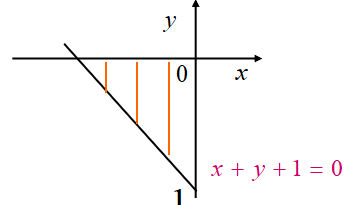 y
0
x
x + y + 1 = 0
1